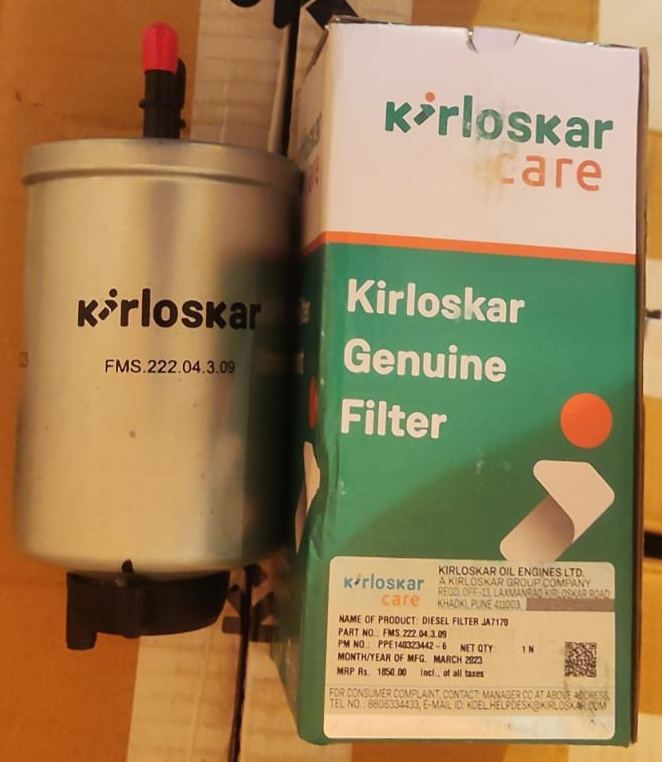 Kirloskar
FMS.222.04.3.09
Kirloskar
care
Kirloskar
Genuine
Filter
Kirloskar
care
KIRLOSKAR OIL ENGINES LTD.
A KIRLOSKAR GROUP COMPANY
REGD. OFF.-13, LAXMANRAO KIRLOSKAR ROAD
KHADKI, PUNE 411003.
NAME OF PRODUCT: DIESEL FILTER JA7170
PART NO.: FMS.222.04.3.09
PM NO.: PPE140323442-6 NET QTY: 1 N
MONTH/YEAR OF MFG. MARCH 2023
MRP Rs. 1850.00 Incl., of all taxes
FOR CONSUMER COMPLAINT, CONTACT: MANAGER CC AT ABOVE ADDRESS,
TEL NO.: 8806334433, E-MAIL ID: KOEL.HELPDESK@KIRLOSKAR.COM